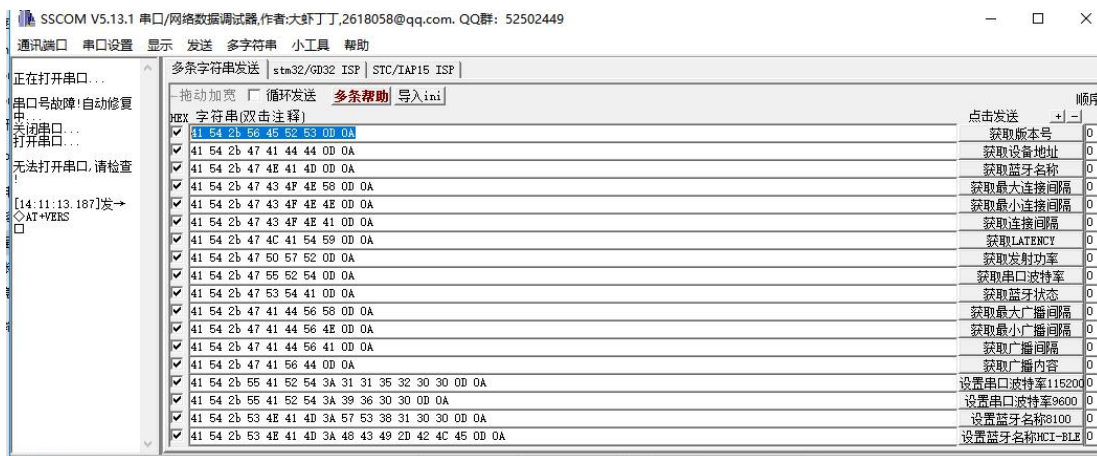 SSCOM V5.13.1 串口/网络数据调试器,作者:大虾丁丁,2618058@qq.com. QQ群: 52502449
通讯端口 串口设置 显示 发送 多字符串 小工具 帮助
正在打开串口...
串口号故障!自动修复
中...
关闭串口...
打开串口...
无法打开串口,请检查
!
[14:11:13.187]发→
◇AT+VERS
□
多条字符串发送 stm32/GD32 ISP STC/IAP15 ISP
拖动加宽 循环发送 多条帮助 导入ini
顺序
HEX 字符串(双击注释) 点击发送 + -
41 54 2b 56 45 52 53 0D 0A 获取版本号 0
41 54 2b 47 41 44 44 0D 0A 获取设备地址 0
41 54 2b 47 4E 41 4D 0D 0A 获取蓝牙名称 0
41 54 2b 47 43 4F 4E 58 0D 0A 获取最大连接间隔 0
41 54 2b 47 43 4F 4E 4E 0D 0A 获取最小连接间隔 0
41 54 2b 47 43 4F 4E 41 0D 0A 获取连接间隔 0
41 54 2b 47 4C 41 54 59 0D 0A 获取LATENCY 0
41 54 2b 47 50 57 52 0D 0A 获取发射功率 0
41 54 2b 47 55 52 54 0D 0A 获取串口波特率 0
41 54 2b 47 53 54 41 0D 0A 获取蓝牙状态 0
41 54 2b 47 41 44 56 58 0D 0A 获取最大广播间隔 0
41 54 2b 47 41 44 56 4E 0D 0A 获取最小广播间隔 0
41 54 2b 47 41 44 56 41 0D 0A 获取广播间隔 0
41 54 2b 47 41 56 44 0D 0A 获取广播内容 0
41 54 2b 55 41 52 54 3A 31 31 35 32 30 30 0D 0A 设置串口波特率115200 0
41 54 2b 55 41 52 54 3A 39 36 30 30 0D 0A 设置串口波特率9600 0
41 54 2b 53 4E 41 4D 3A 57 53 38 31 30 30 0D 0A 设置蓝牙名称8100 0
41 54 2b 53 4E 41 4D 3A 48 43 49 2D 42 4C 45 0D 0A 设置蓝牙名称HCI-BLE 0